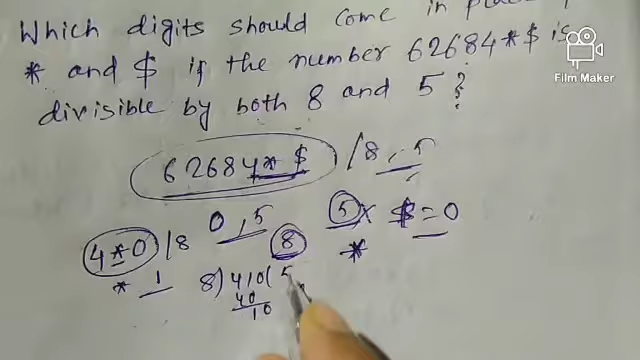 Which digits should come in place
* and $ if the number 62684*$ is
divisible by both 8 and 5 ?
Film Maker
62684*$ /8, 5
4*0 /8 0, 5 5× $=0
8 *
* 1 8)410(5
40
10